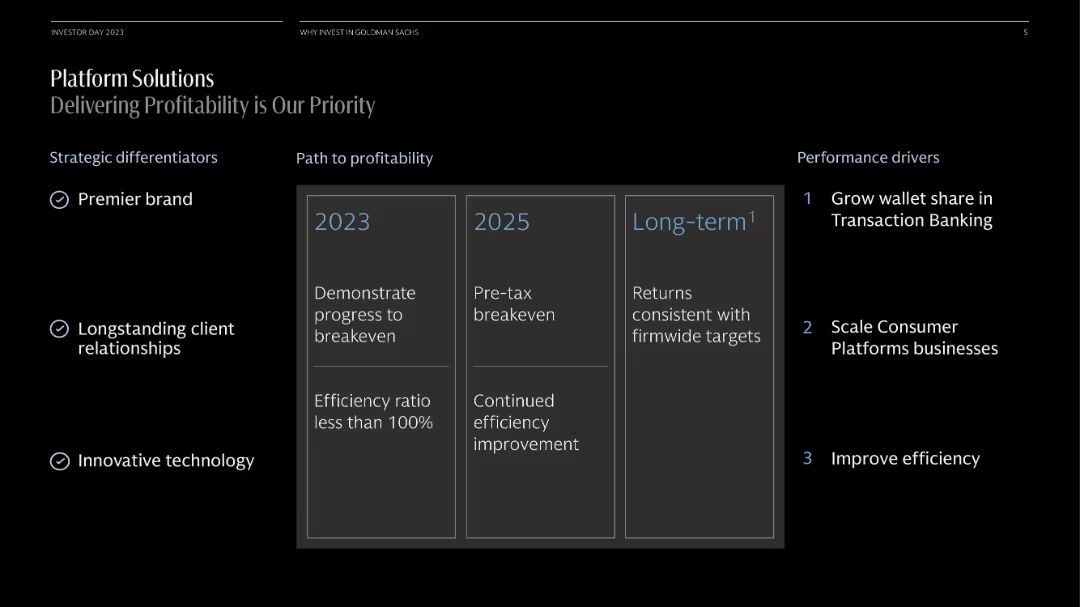 INVESTOR DAY 2023
WHY INVEST IN GOLDMAN SACHS
5
Platform Solutions
Delivering Profitability is Our Priority
Strategic differentiators
Premier brand
Longstanding client
relationships
Innovative technology
Path to profitability
2023
Demonstrate
progress to
breakeven
Efficiency ratio
less than 100%
2025
Pre-tax
breakeven
Continued
efficiency
improvement
Long-term¹
Returns
consistent with
firmwide targets
Performance drivers
1 Grow wallet share in
Transaction Banking
2 Scale Consumer
Platforms businesses
3 Improve efficiency